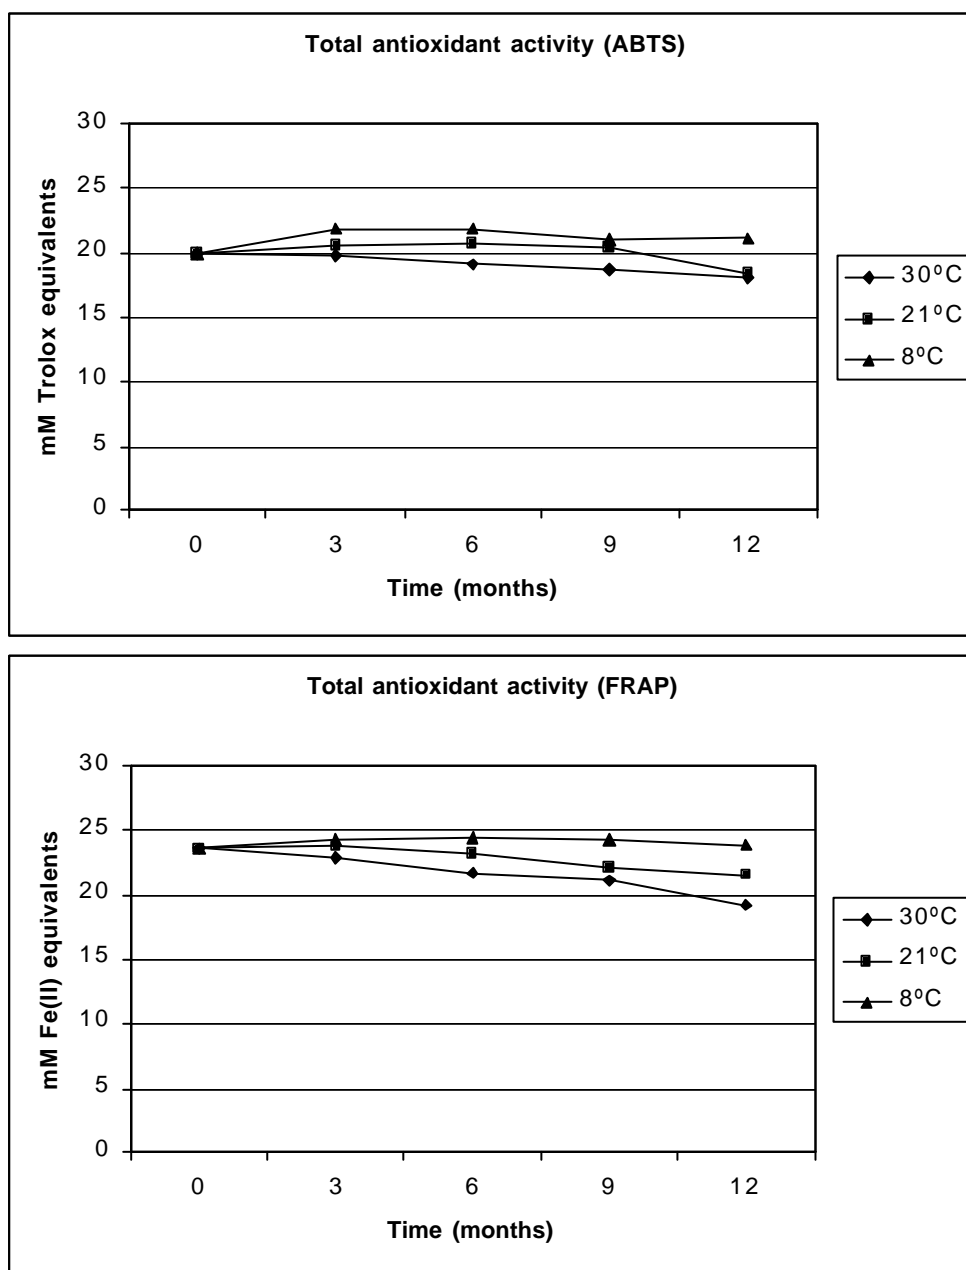 Total antioxidant activity (ABTS)
30
25
20
15
10
5
0
mM Trolox equivalents
0 3 6 9 12
Time (months)
30ºC
21ºC
8ºC
Total antioxidant activity (FRAP)
30
25
20
15
10
5
0
mM Fe(II) equivalents
0 3 6 9 12
Time (months)
30ºC
21ºC
8ºC